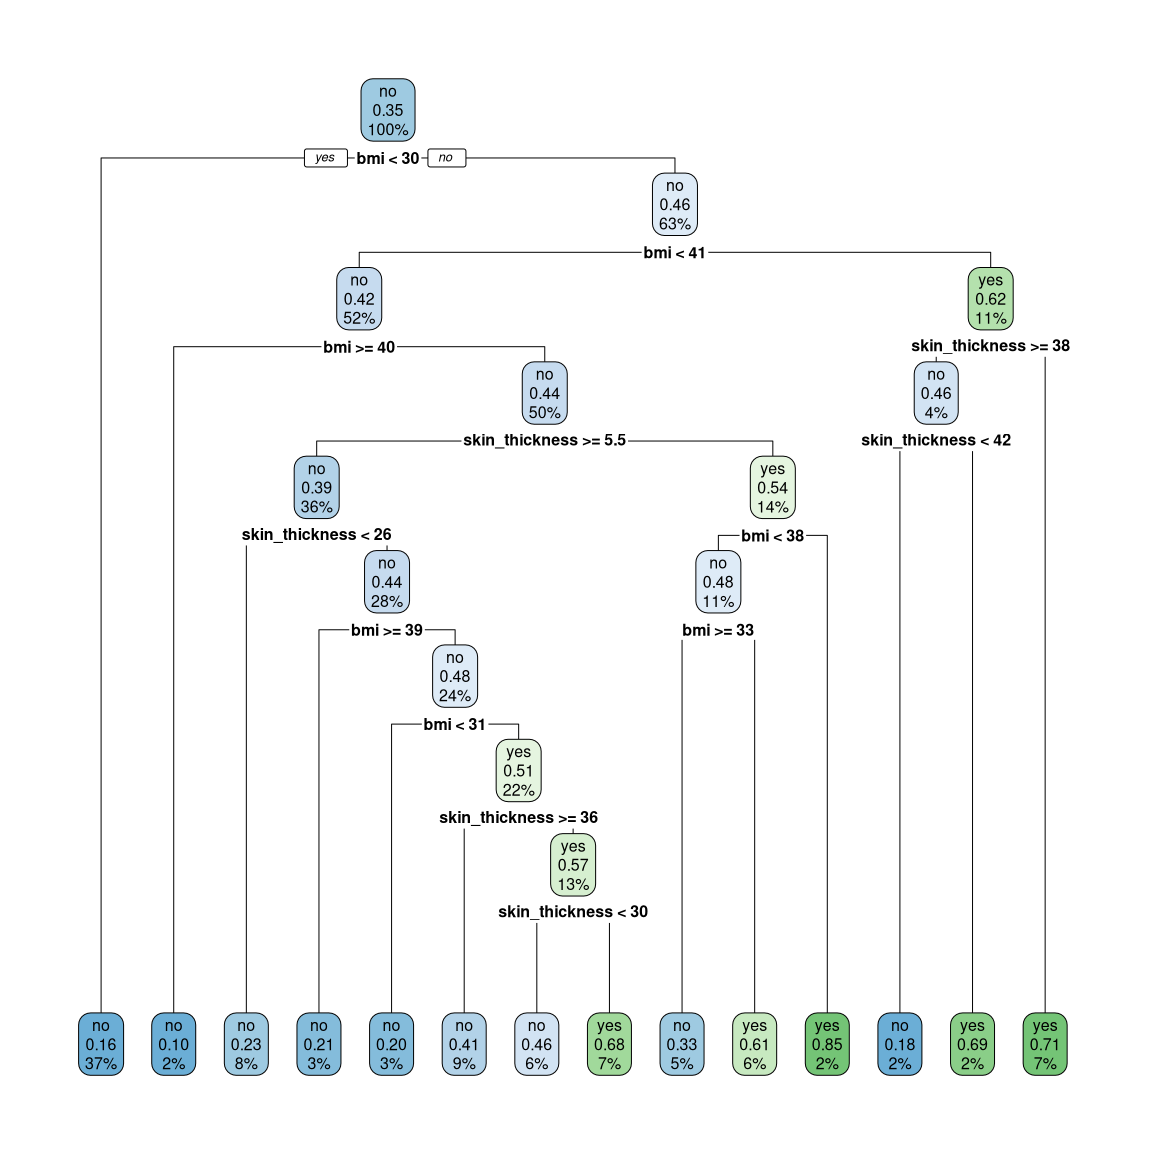 no
0.35
100%
yes bmi < 30 no
no
0.46
63%
bmi < 41
no
0.42
52%
yes
0.62
11%
bmi >= 40
skin_thickness >= 38
no
0.44
50%
no
0.46
4%
skin_thickness >= 5.5
skin_thickness < 42
no
0.39
36%
yes
0.54
14%
skin_thickness < 26
bmi < 38
no
0.44
28%
no
0.48
11%
bmi >= 39
bmi >= 33
no
0.48
24%
bmi < 31
yes
0.51
22%
skin_thickness >= 36
yes
0.57
13%
skin_thickness < 30
no
0.16
37%
no
0.10
2%
no
0.23
8%
no
0.21
3%
no
0.20
3%
no
0.41
9%
no
0.46
6%
yes
0.68
7%
no
0.33
5%
yes
0.61
6%
yes
0.85
2%
no
0.18
2%
yes
0.69
2%
yes
0.71
7%